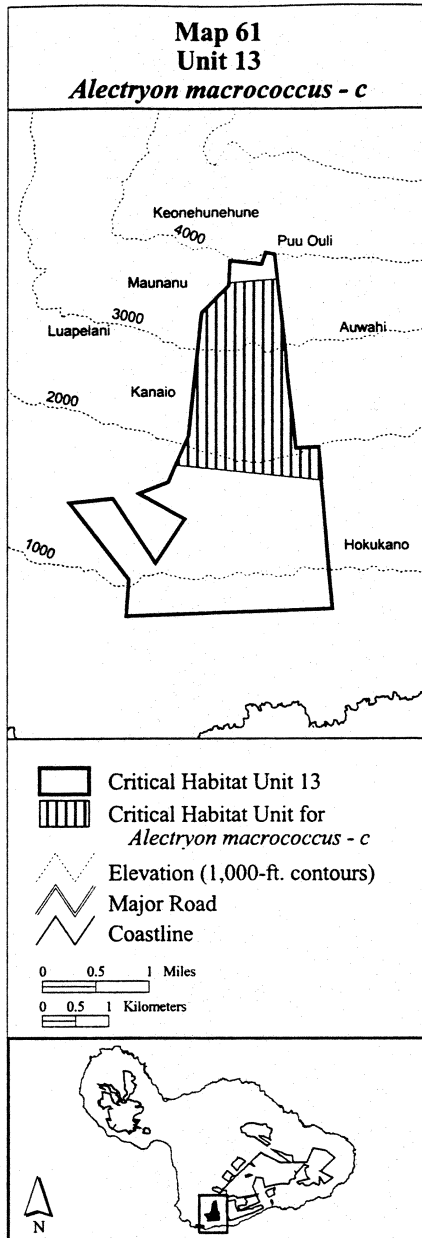 Map 61
Unit 13
Alectryon macrococcus - c
Keonehunehune
4000
Puu Ouli
Maunanu
3000
Luapelani
Auwahi
Kanaio
2000
1000
Hokukano
Critical Habitat Unit 13
Critical Habitat Unit for
Alectryon macrococcus - c
Elevation (1,000-ft. contours)
Major Road
Coastline
0 0.5 1 Miles
0 0.5 1 Kilometers
N